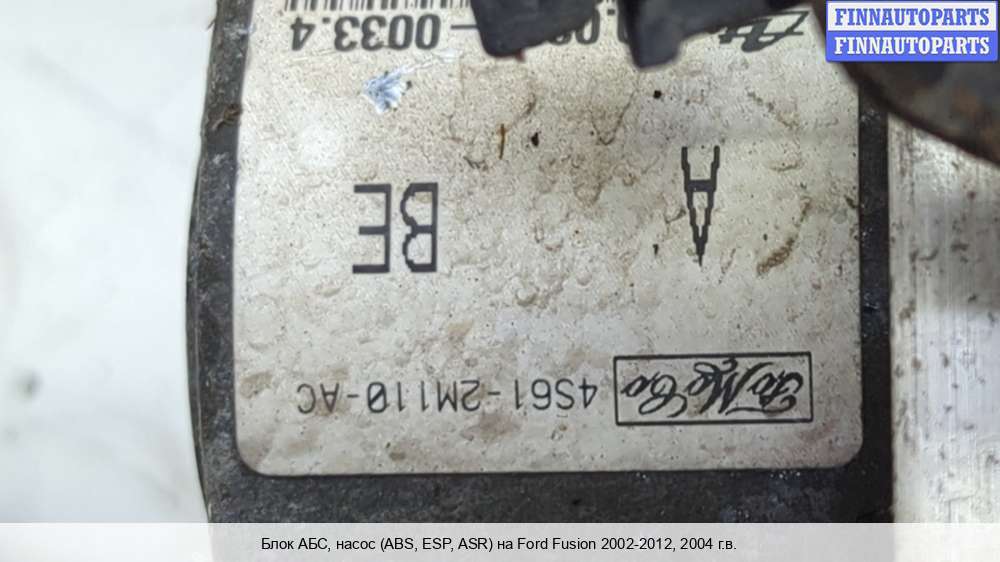 FINNAUTOPARTS
FINNAUTOPARTS
FoMoCo 4S61-2M110-AC
BE
A
0033.4
Блок АБС, насос (ABS, ESP, ASR) на Ford Fusion 2002-2012, 2004 г.в.